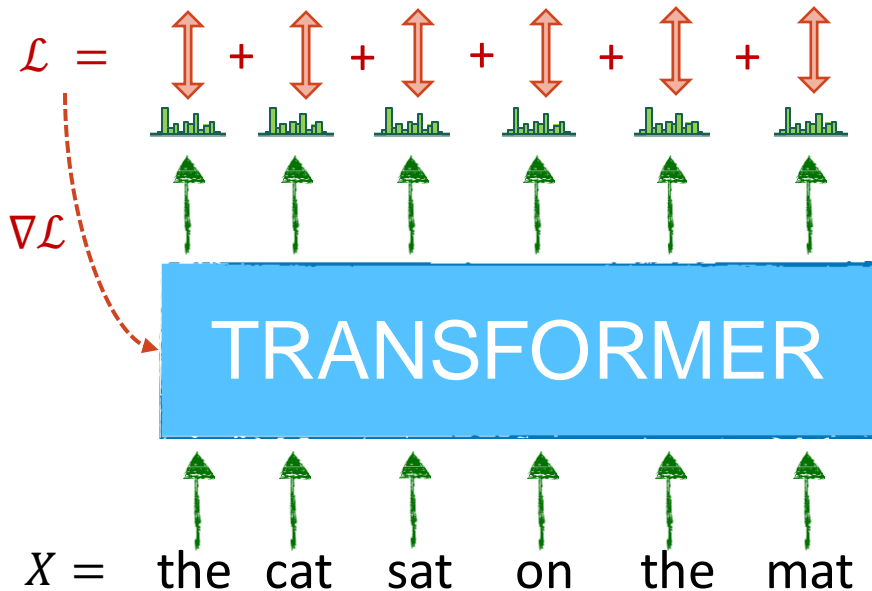 ℒ = + + + + +
∇ℒ
TRANSFORMER
X = the cat sat on the mat